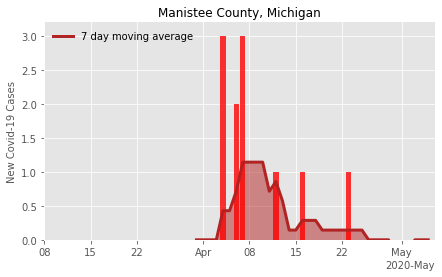 Manistee County, Michigan
7 day moving average
New Covid-19 Cases
3.0
2.5
2.0
1.5
1.0
0.5
0.0
08 15 22 Apr 08 15 22 May
2020-May